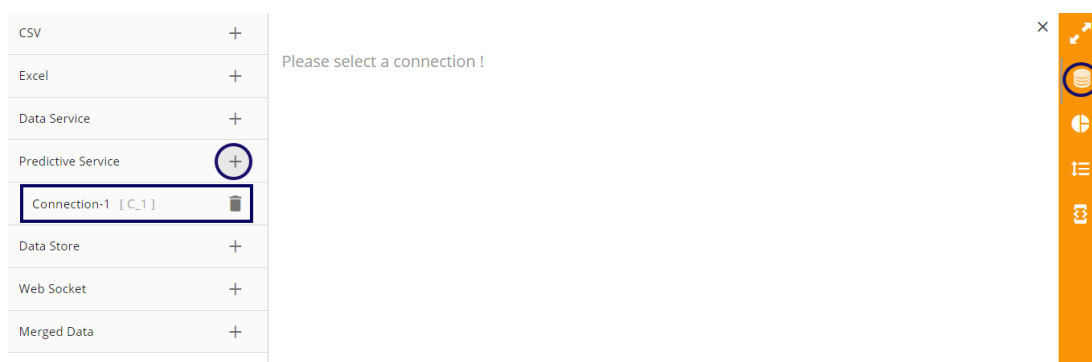 CSV
Please select a connection !
Excel
Data Service
Predictive Service
Connection-1 [ C_1 ]
Data Store
Web Socket
Merged Data